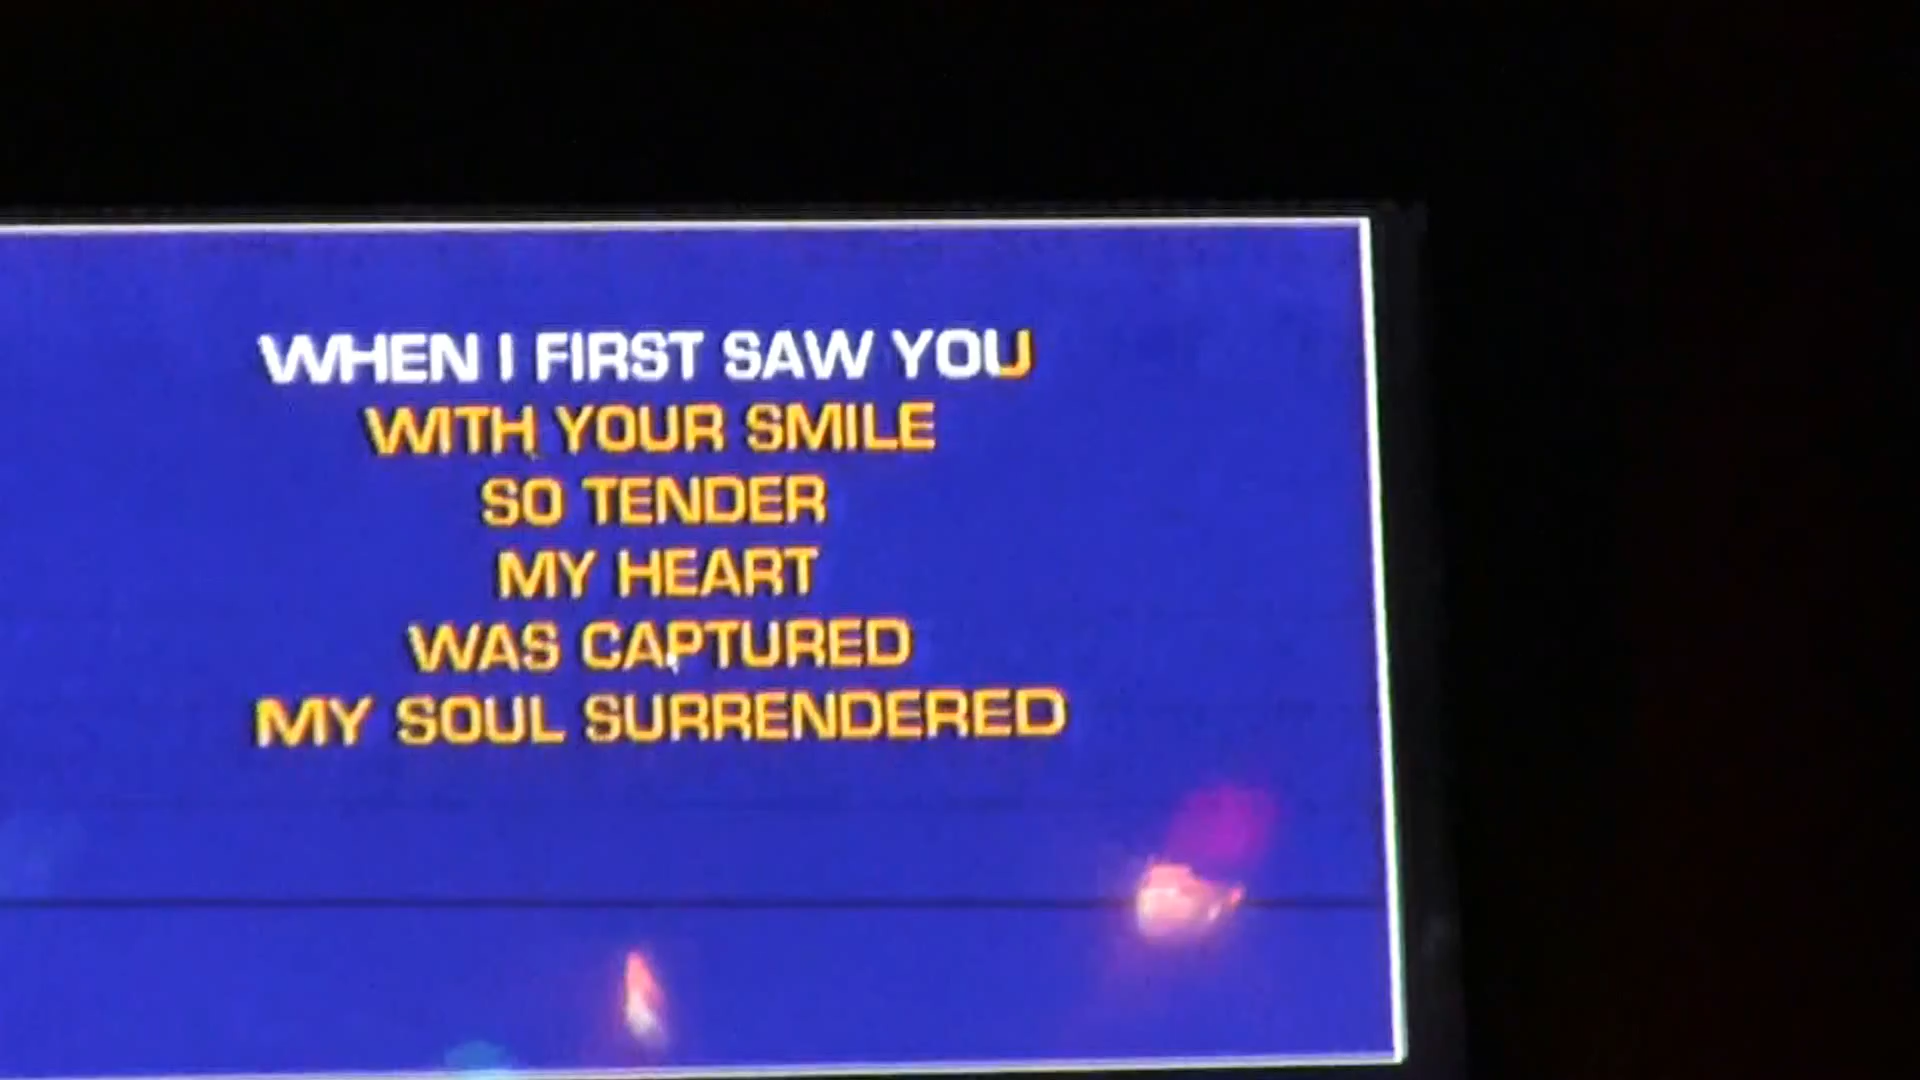 WHEN I FIRST SAW YOU
WITH YOUR SMILE
SO TENDER
MY HEART
WAS CAPTURED
MY SOUL SURRENDERED